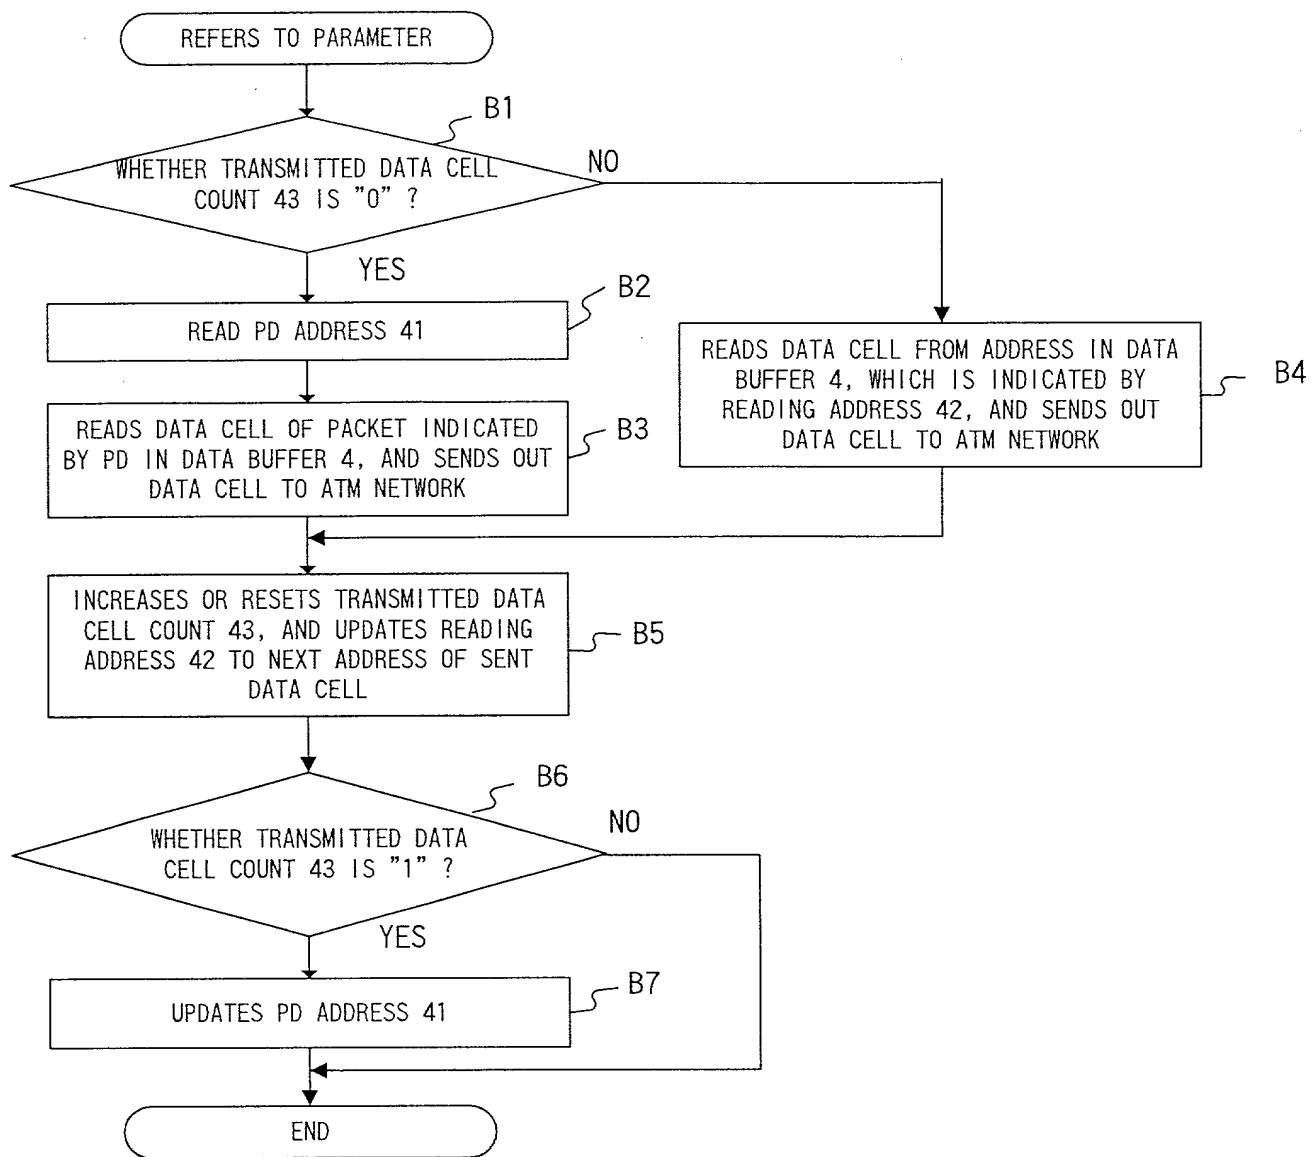 REFERS TO PARAMETER
B1
WHETHER TRANSMITTED DATA CELL
COUNT 43 IS "0" ?
NO
YES
B2
READ PD ADDRESS 41
READS DATA CELL FROM ADDRESS IN DATA
BUFFER 4, WHICH IS INDICATED BY
READING ADDRESS 42, AND SENDS OUT
DATA CELL TO ATM NETWORK
B4
READS DATA CELL OF PACKET INDICATED
BY PD IN DATA BUFFER 4, AND SENDS OUT
DATA CELL TO ATM NETWORK
B3
INCREASES OR RESETS TRANSMITTED DATA
CELL COUNT 43, AND UPDATES READING
ADDRESS 42 TO NEXT ADDRESS OF SENT
DATA CELL
B5
B6
WHETHER TRANSMITTED DATA
CELL COUNT 43 IS "1" ?
NO
YES
B7
UPDATES PD ADDRESS 41
END